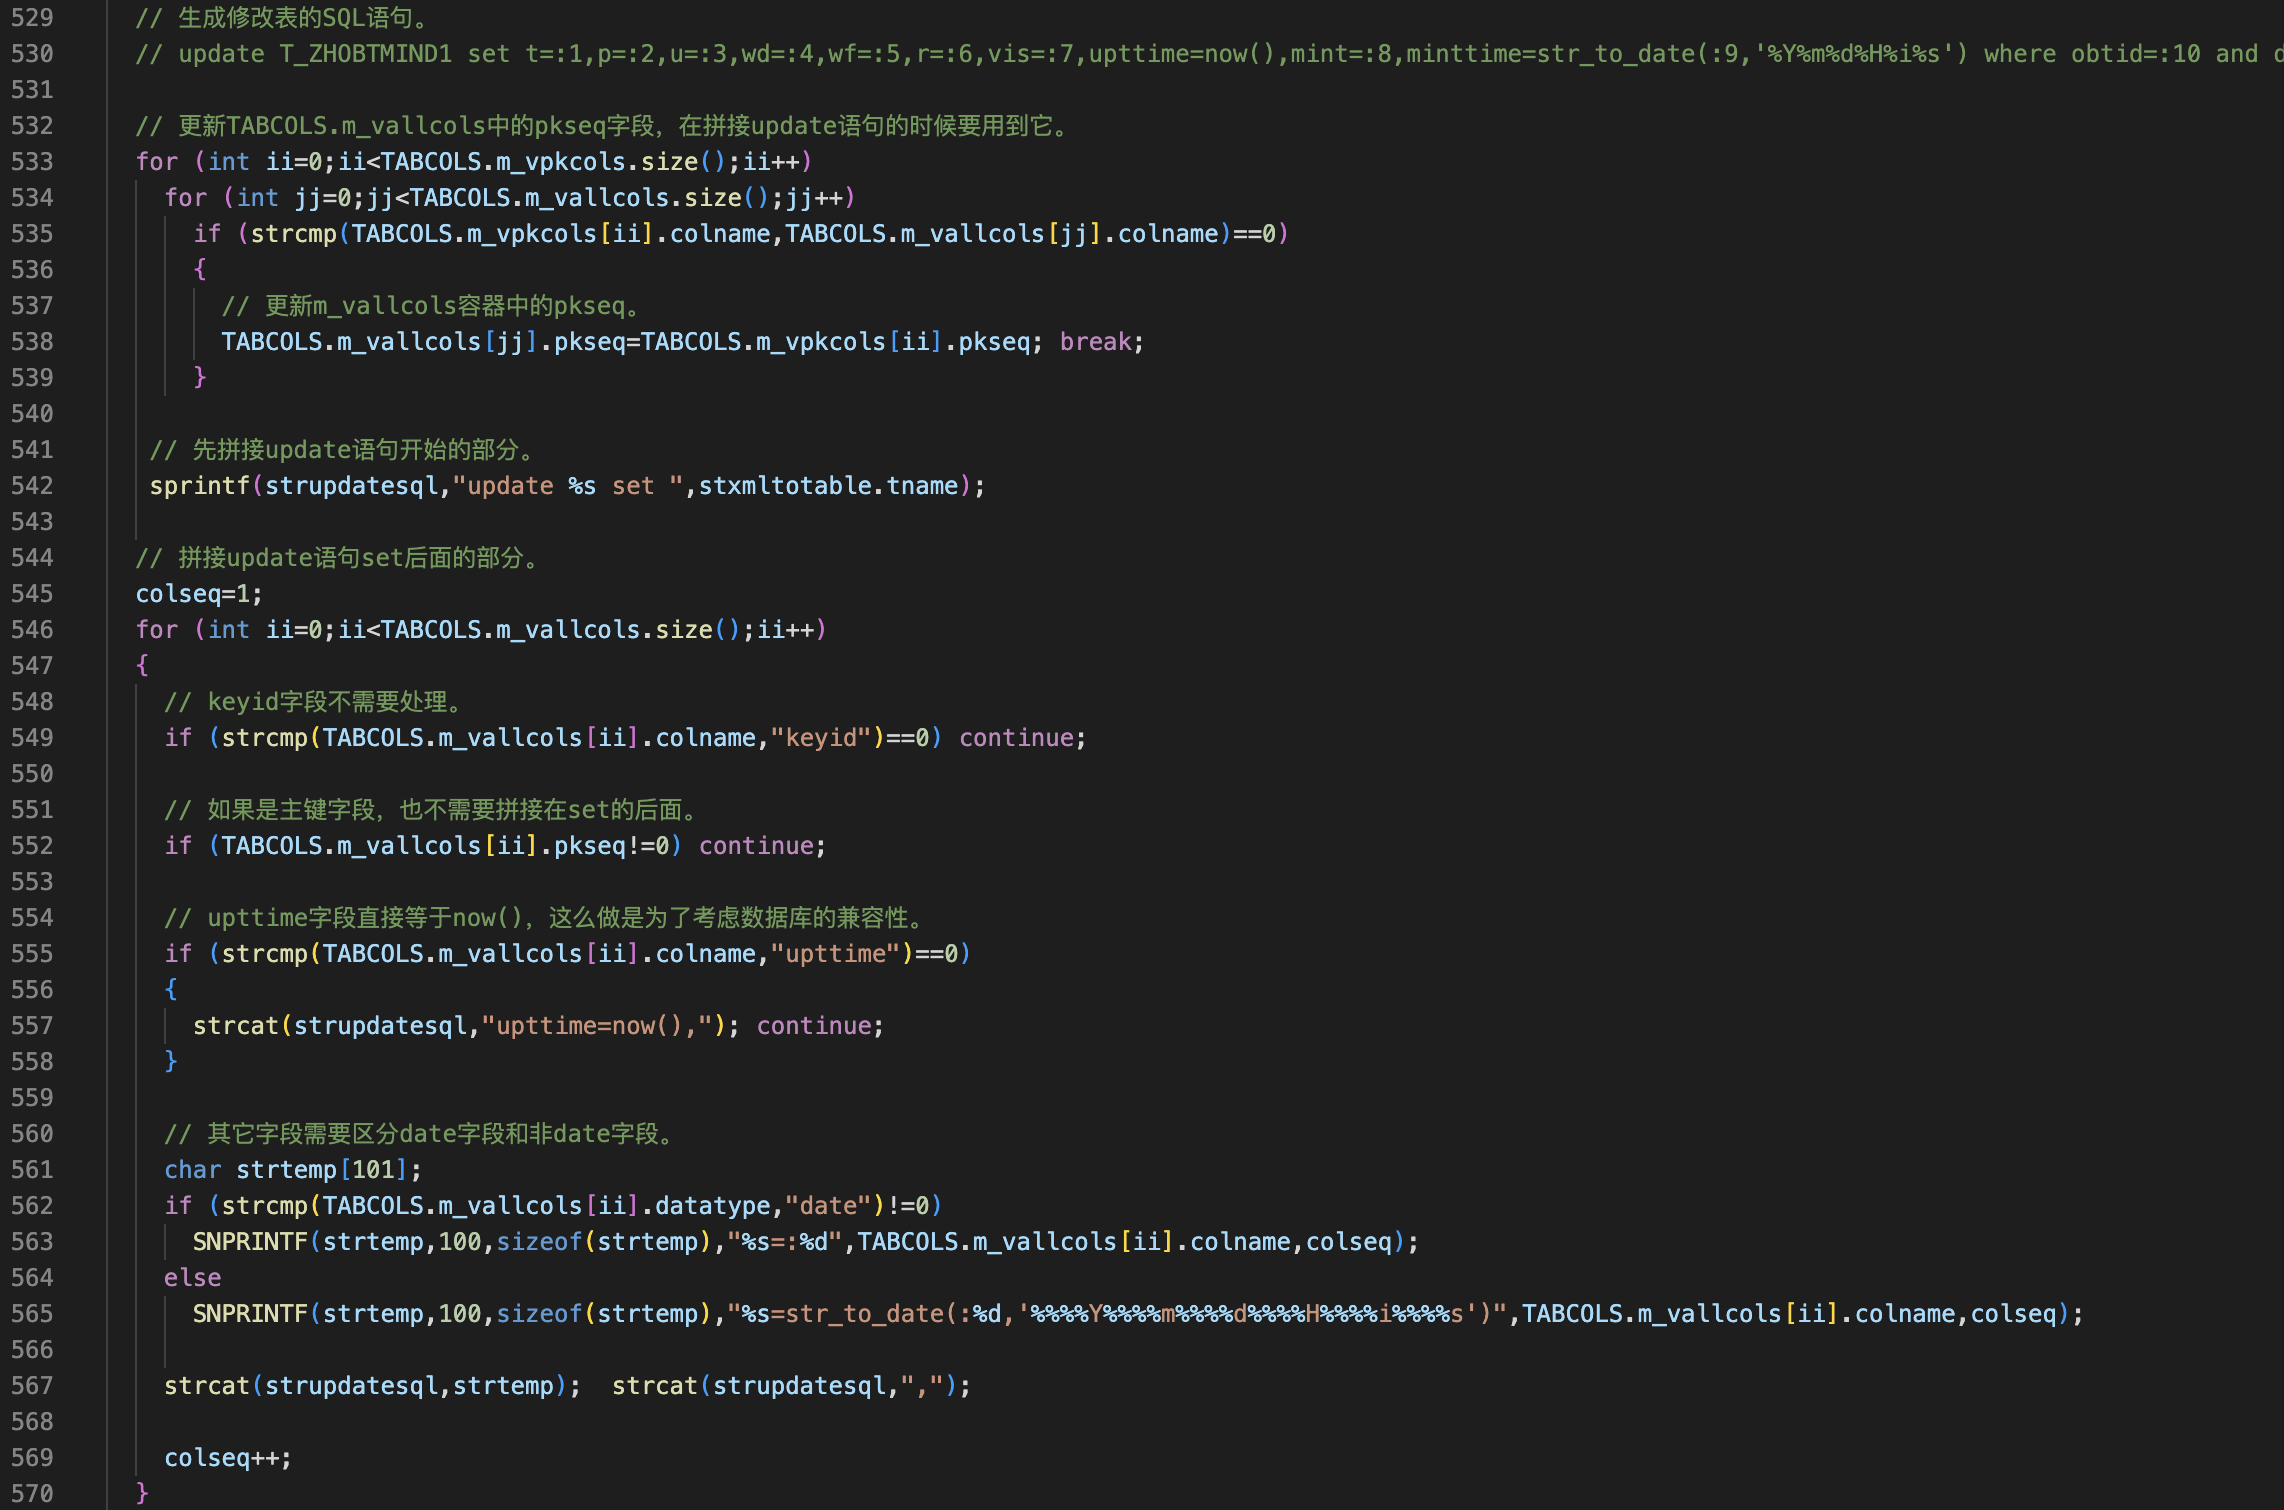 529 // 生成修改表的SQL语句。
530 // update T_ZHOBTMIND1 set t=:1,p=:2,u=:3,wd=:4,wf=:5,r=:6,vis=:7,upttime=now(),mint=:8,minttime=str_to_date(:9,'%Y%m%d%H%i%s') where obtid=:10 and d
531
532 // 更新TABCOLS.m_vallcols中的pkseq字段，在拼接update语句的时候要用到它。
533 for (int ii=0;ii<TABCOLS.m_vpkcols.size();ii++)
534   for (int jj=0;jj<TABCOLS.m_vallcols.size();jj++)
535     if (strcmp(TABCOLS.m_vpkcols[ii].colname,TABCOLS.m_vallcols[jj].colname)==0)
536     {
537       // 更新m_vallcols容器中的pkseq。
538       TABCOLS.m_vallcols[jj].pkseq=TABCOLS.m_vpkcols[ii].pkseq; break;
539     }
540
541  // 先拼接update语句开始的部分。
542  sprintf(strupdatesql,"update %s set ",stxmltotable.tname);
543
544 // 拼接update语句set后面的部分。
545 colseq=1;
546 for (int ii=0;ii<TABCOLS.m_vallcols.size();ii++)
547 {
548   // keyid字段不需要处理。
549   if (strcmp(TABCOLS.m_vallcols[ii].colname,"keyid")==0) continue;
550
551   // 如果是主键字段，也不需要拼接在set的后面。
552   if (TABCOLS.m_vallcols[ii].pkseq!=0) continue;
553
554   // upttime字段直接等于now()，这么做是为了考虑数据库的兼容性。
555   if (strcmp(TABCOLS.m_vallcols[ii].colname,"upttime")==0)
556   {
557     strcat(strupdatesql,"upttime=now(),"); continue;
558   }
559
560   // 其它字段需要区分date字段和非date字段。
561   char strtemp[101];
562   if (strcmp(TABCOLS.m_vallcols[ii].datatype,"date")!=0)
563     SNPRINTF(strtemp,100,sizeof(strtemp),"%s=:%d",TABCOLS.m_vallcols[ii].colname,colseq);
564   else
565     SNPRINTF(strtemp,100,sizeof(strtemp),"%s=str_to_date(:%d,'%%%%Y%%%%m%%%%d%%%%H%%%%i%%%%s')",TABCOLS.m_vallcols[ii].colname,colseq);
566
567   strcat(strupdatesql,strtemp);  strcat(strupdatesql,",");
568
569   colseq++;
570 }